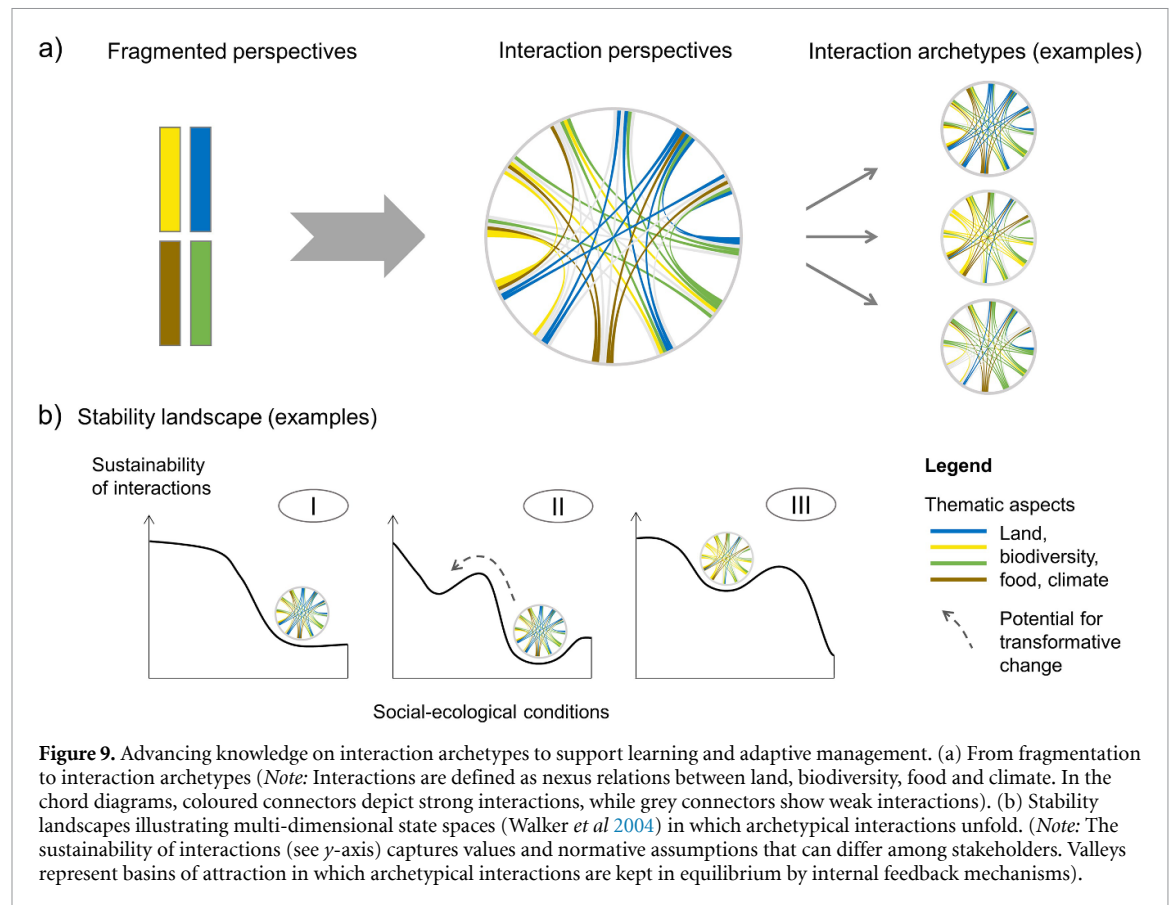 a)
Fragmented perspectives
Interaction perspectives
Interaction archetypes (examples)
b) Stability landscape (examples)
Sustainability
of interactions
I
II
III
Social-ecological conditions
Legend
Thematic aspects
Land,
biodiversity,
food, climate
Potential for
transformative
change
Figure 9. Advancing knowledge on interaction archetypes to support learning and adaptive management. (a) From fragmentation
to interaction archetypes (Note: Interactions are defined as nexus relations between land, biodiversity, food and climate. In the
chord diagrams, coloured connectors depict strong interactions, while grey connectors show weak interactions). (b) Stability
landscapes illustrating multi-dimensional state spaces (Walker et al 2004) in which archetypical interactions unfold. (Note: The
sustainability of interactions (see y-axis) captures values and normative assumptions that can differ among stakeholders. Valleys
represent basins of attraction in which archetypical interactions are kept in equilibrium by internal feedback mechanisms).